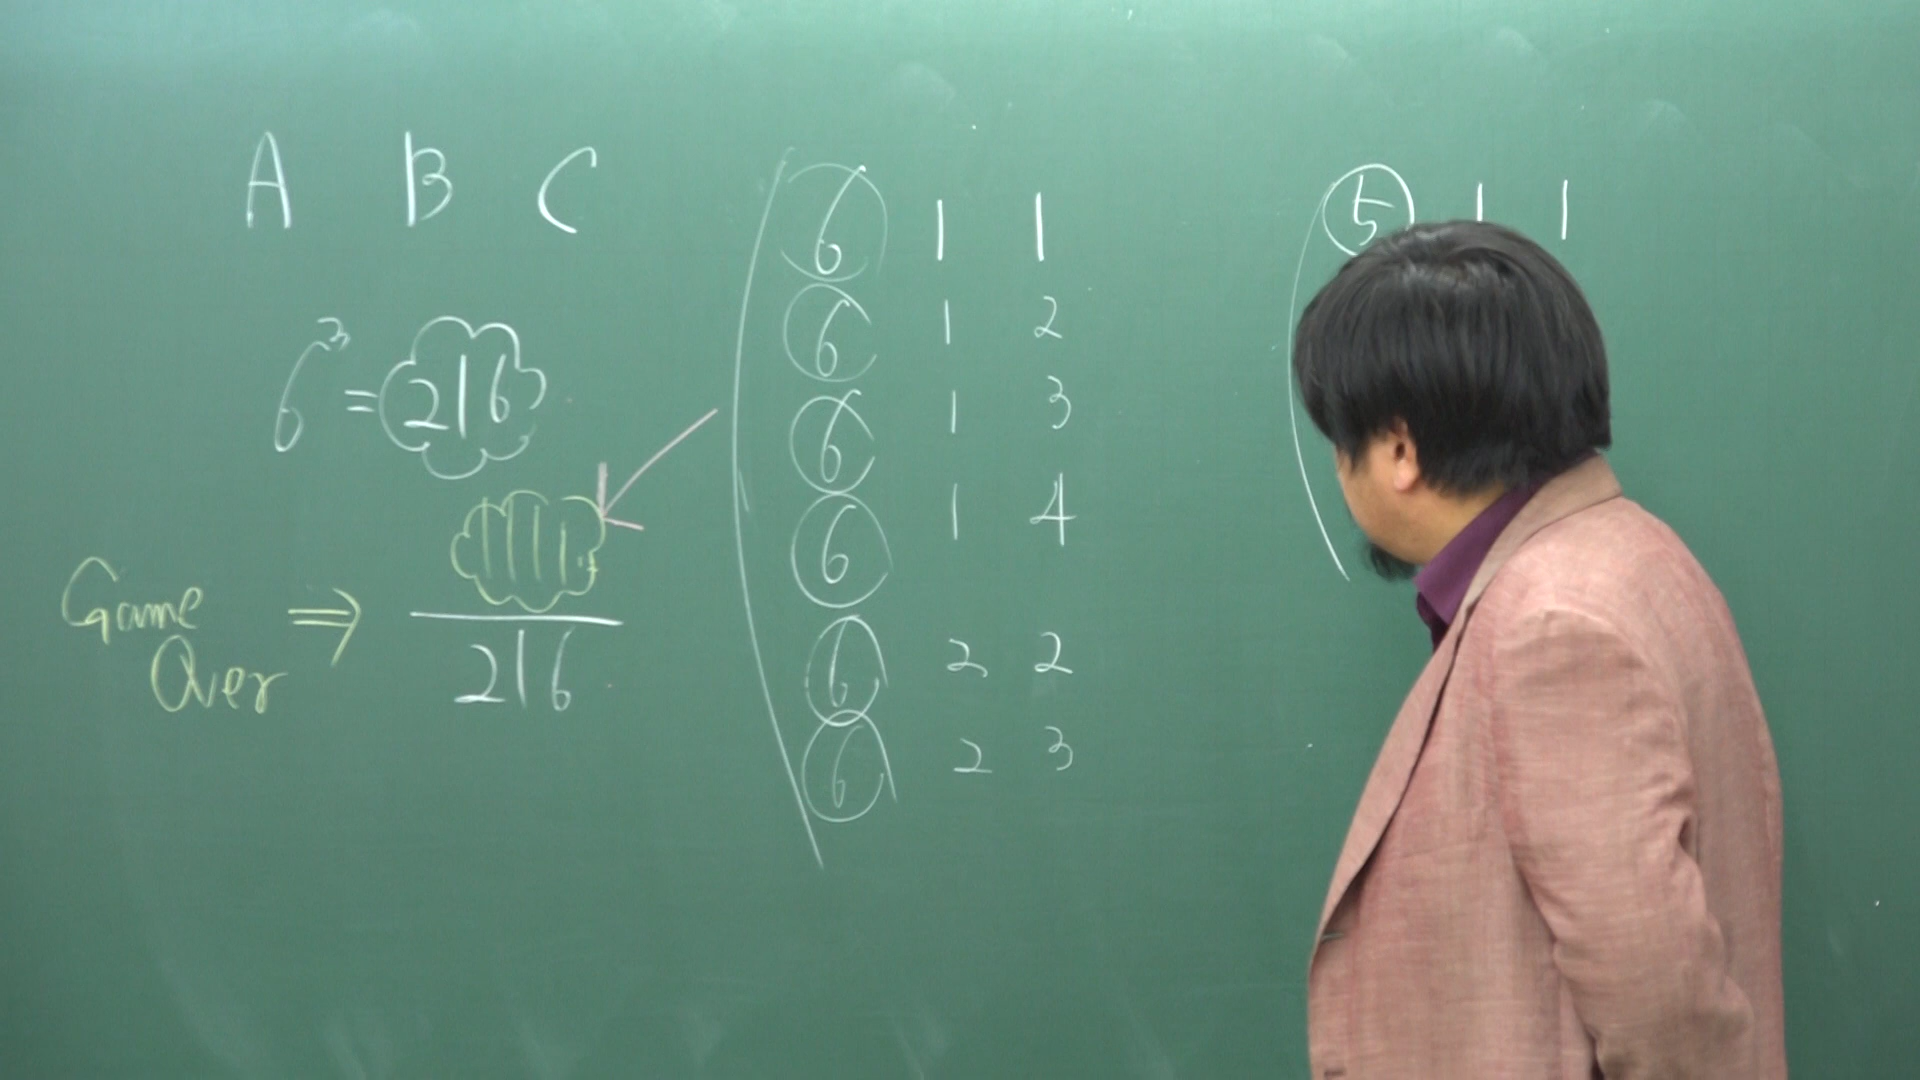 A B C
6³ = 216
Game Over ⇒
216
6 1 1
6 1 2
6 1 3
6 1 4
6 2 2
6 2 3
5 1 1